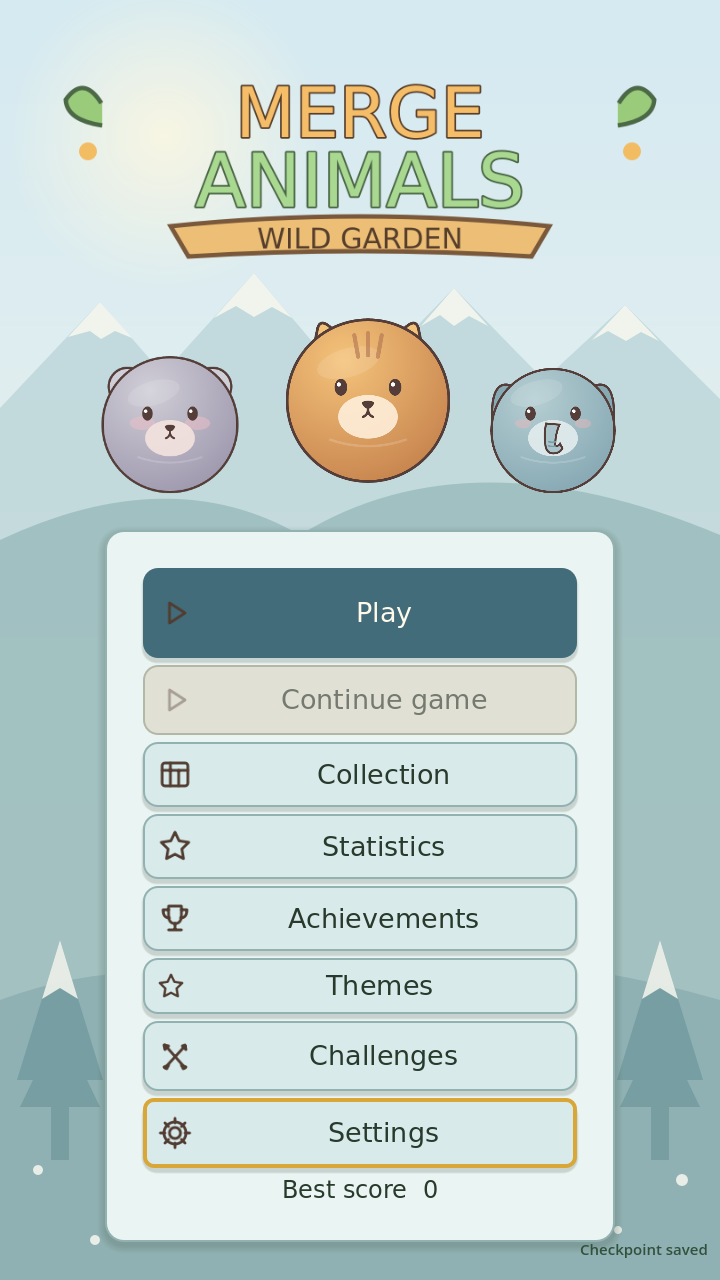 MERGE
ANIMALS
WILD GARDEN
Play
Continue game
Collection
Statistics
Achievements
Themes
Challenges
Settings
Best score 0
Checkpoint saved